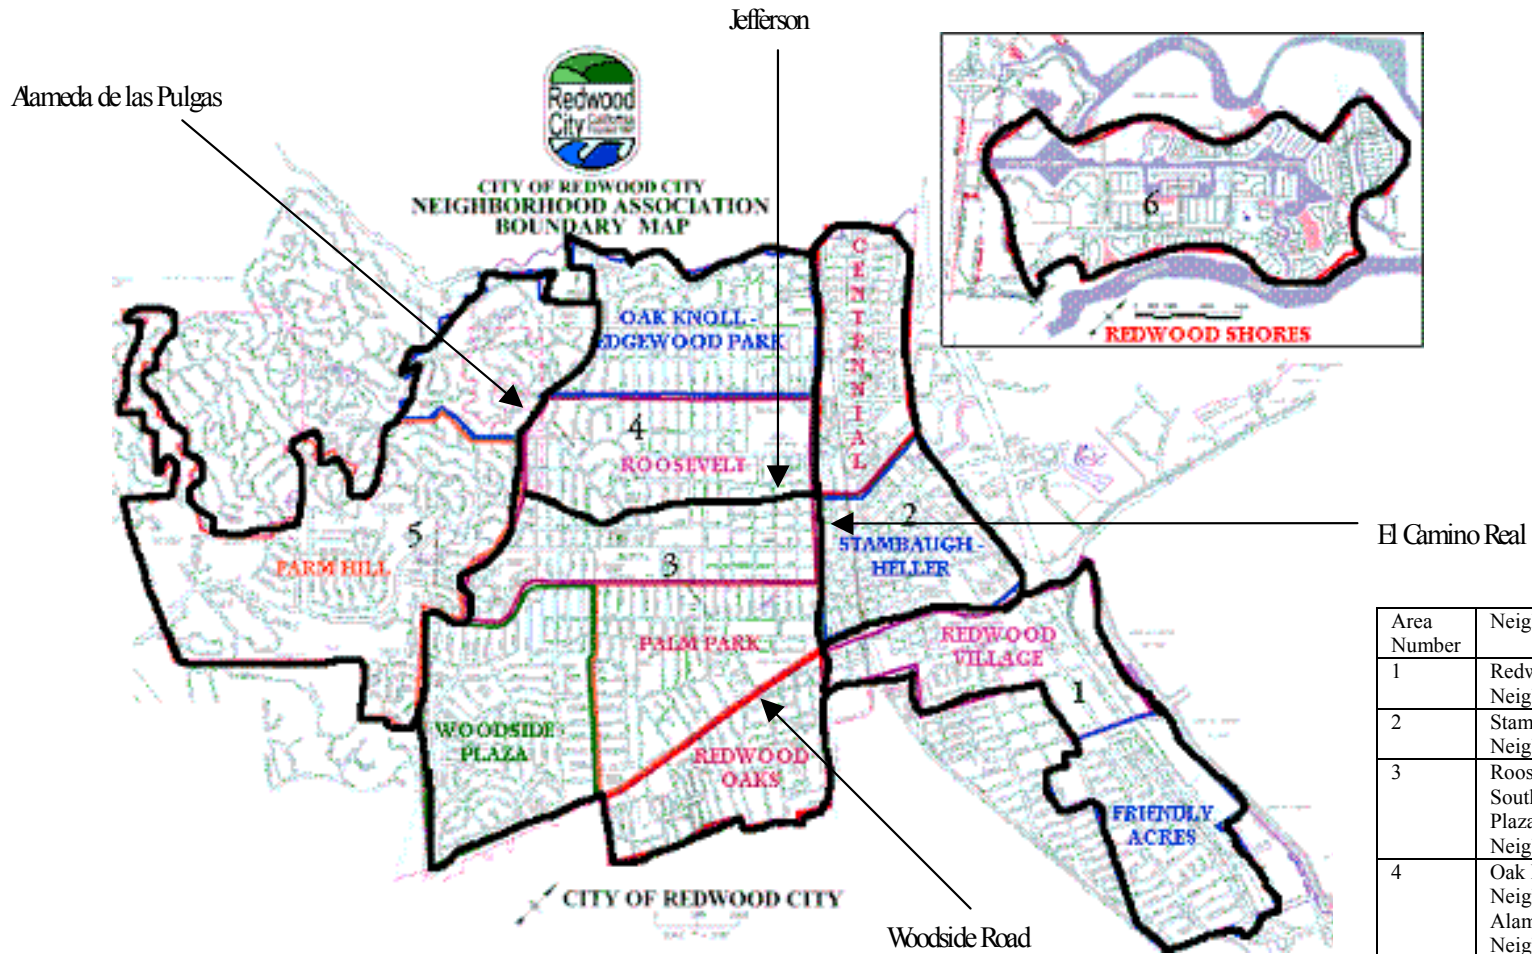 Jefferson
Alameda de las Pulgas
Redwood
City
California
CITY OF REDWOOD CITY
NEIGHBORHOOD ASSOCIATION
BOUNDARY MAP
6
REDWOOD SHORES
CENTENNIAL
OAK KNOLL -
EDGEWOOD PARK
4
ROOSEVELT
2
STAMBAUGH -
HELLER
El Camino Real
5
FARM HILL
3
PALM PARK
REDWOOD
VILLAGE
1
WOODSIDE
PLAZA
REDWOOD
OAKS
FRIENDLY
ACRES
CITY OF REDWOOD CITY
Woodside Road
Area
Number
Neig
1
Redw
Neig
2
Stam
Neig
3
Roos
South
Plaza
Neig
4
Oak
Neig
Alam
Neig